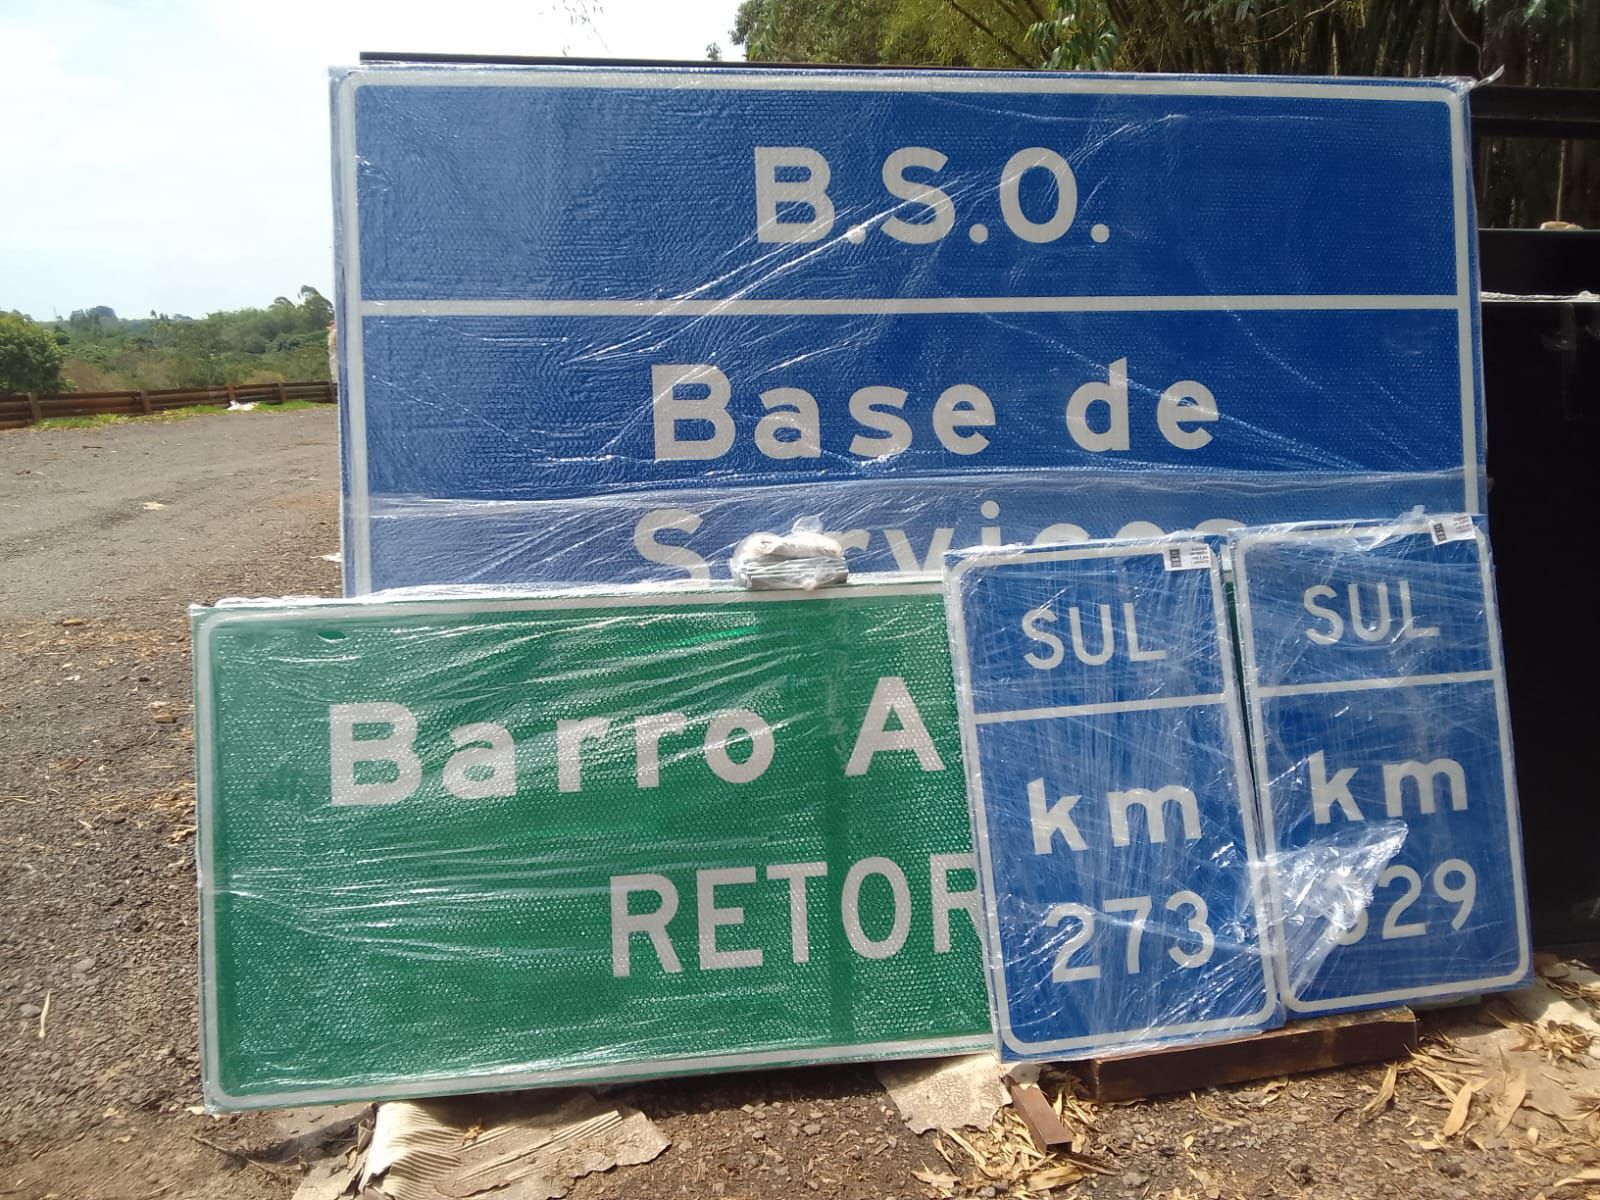 B.S.O.
Base de
Barro A
RETOR
SUL
km
273
SUL
km